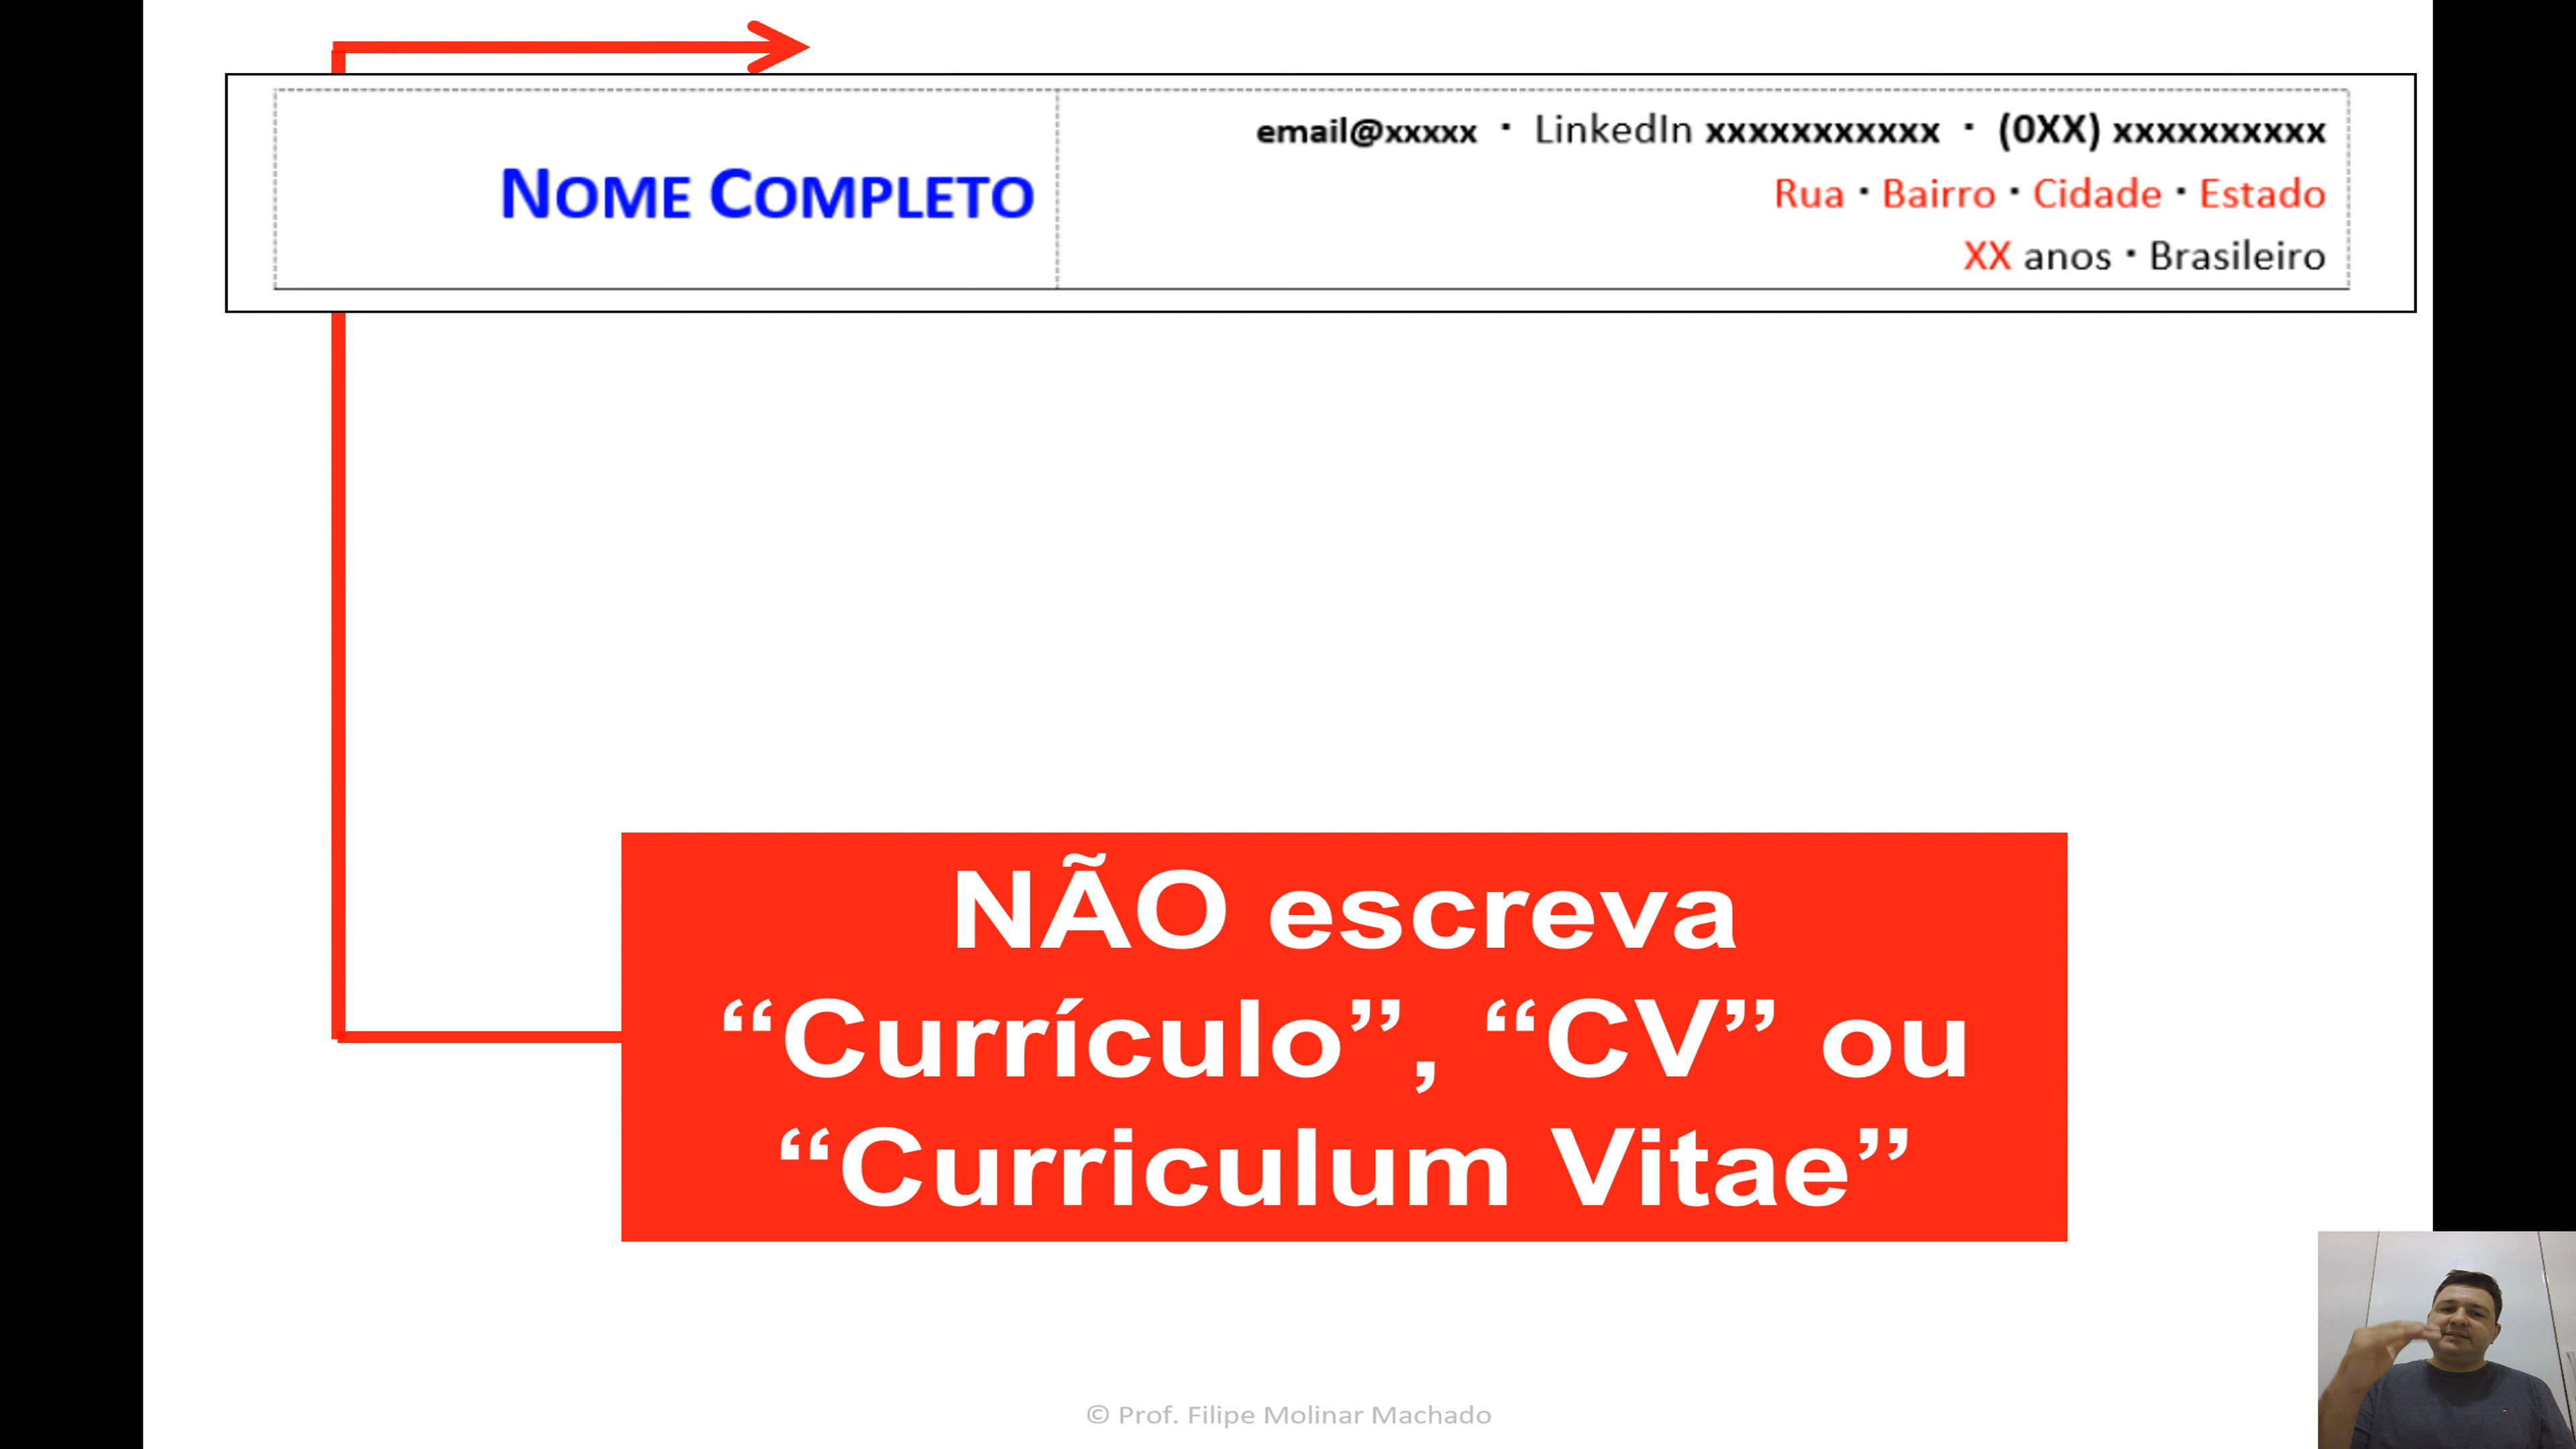 NOME COMPLETO
email@xxxxx · LinkedIn xxxxxxxxxxx · (0XX) xxxxxxxxxx
Rua · Bairro · Cidade · Estado
XX anos · Brasileiro
NÃO escreva
“Currículo”, “CV” ou
“Curriculum Vitae”
© Prof. Filipe Molinar Machado